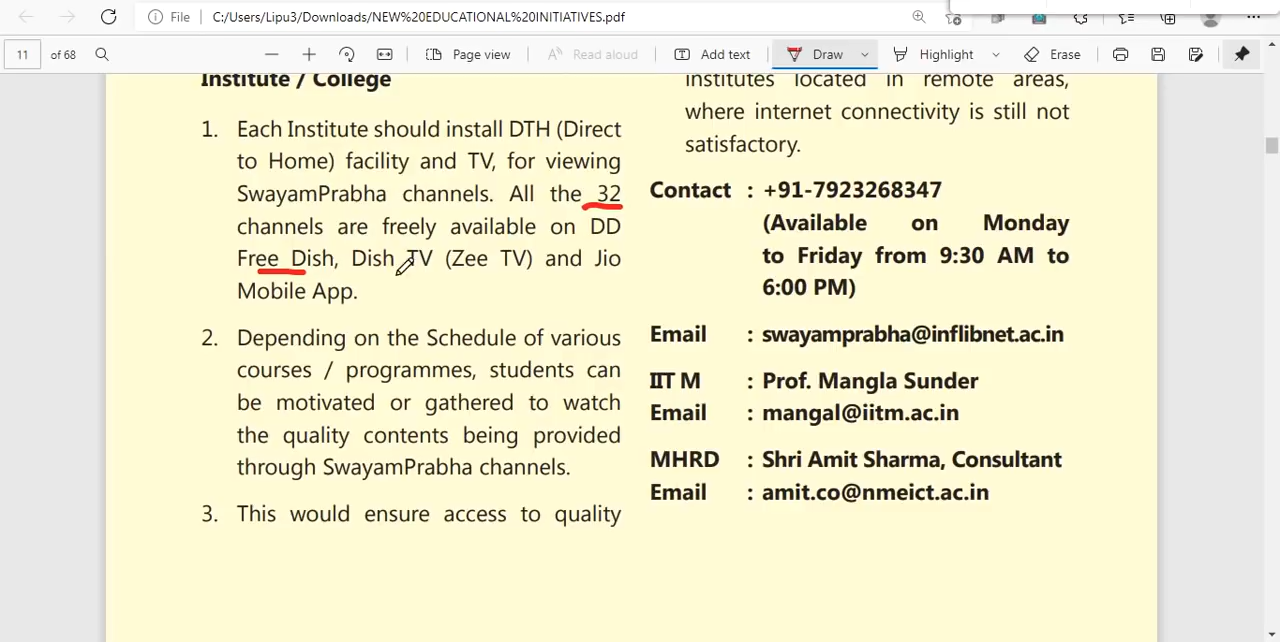 File
C:/Users/Lipu3/Downloads/NEW%20EDUCATIONAL%20INITIATIVES.pdf
11 of 68
Page view
Read aloud
Add text
Draw
Highlight
Erase
Institute / College
1. Each Institute should install DTH (Direct
to Home) facility and TV, for viewing
SwayamPrabha channels. All the 32
channels are freely available on DD
Free Dish, Dish TV (Zee TV) and Jio
Mobile App.
2. Depending on the Schedule of various
courses / programmes, students can
be motivated or gathered to watch
the quality contents being provided
through SwayamPrabha channels.
3. This would ensure access to quality
institutes located in remote areas,
where internet connectivity is still not
satisfactory.
Contact : +91-7923268347
(Available on Monday
to Friday from 9:30 AM to
6:00 PM)
Email : swayamprabha@inflibnet.ac.in
IIT M : Prof. Mangla Sunder
Email : mangal@iitm.ac.in
MHRD : Shri Amit Sharma, Consultant
Email : amit.co@nmeict.ac.in